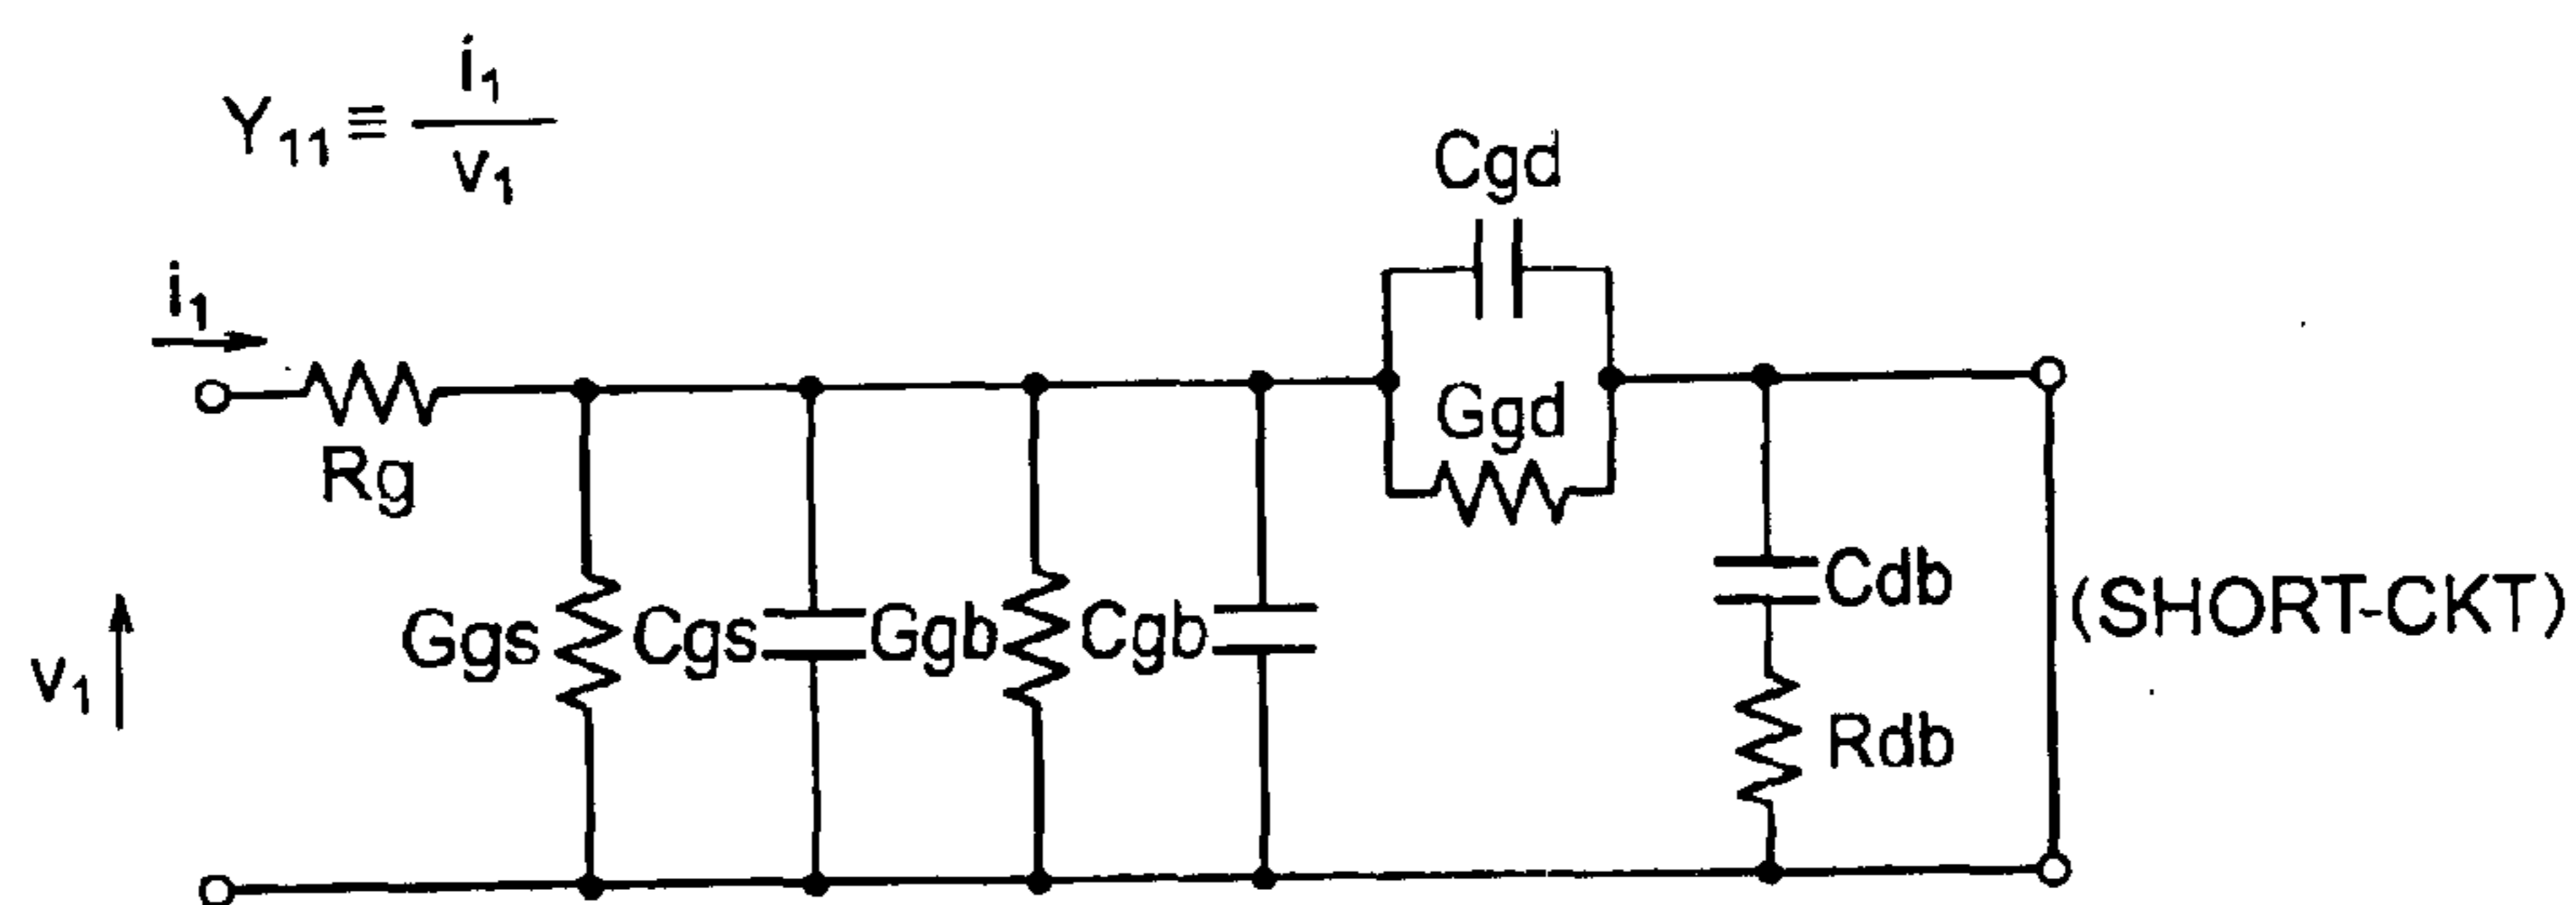 Y11 ≡ i1 / v1
Cgd
i1
Rg
Ggd
v1
Ggs
Cgs
Ggb
Cgb
Cdb
(SHORT-CKT)
Rdb